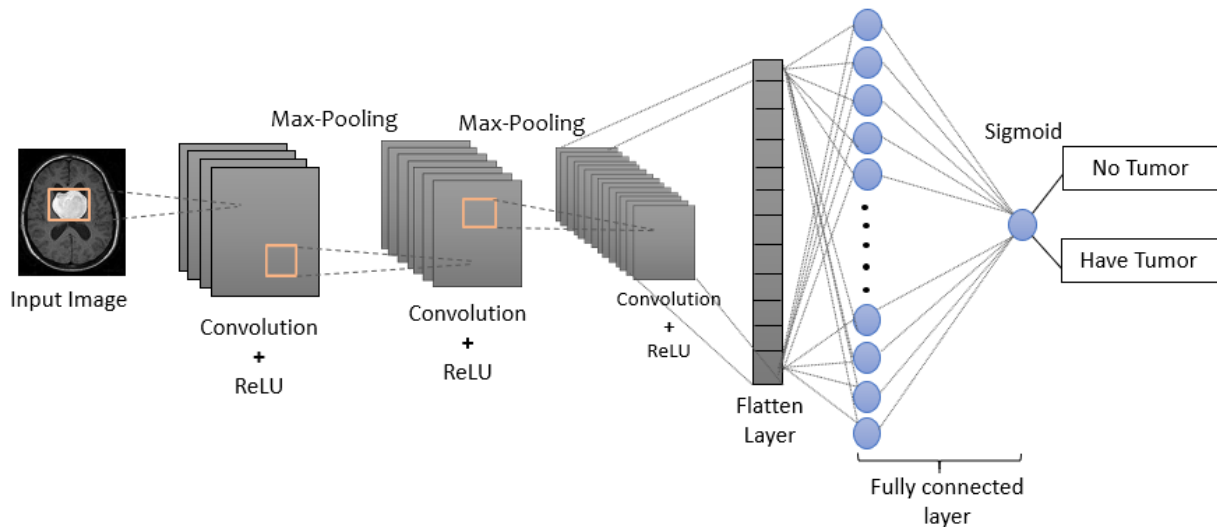 Input Image
Convolution
+
ReLU
Max-Pooling
Convolution
+
ReLU
Max-Pooling
Convolution
+
ReLU
Flatten
Layer
Sigmoid
No Tumor
Have Tumor
Fully connected
layer